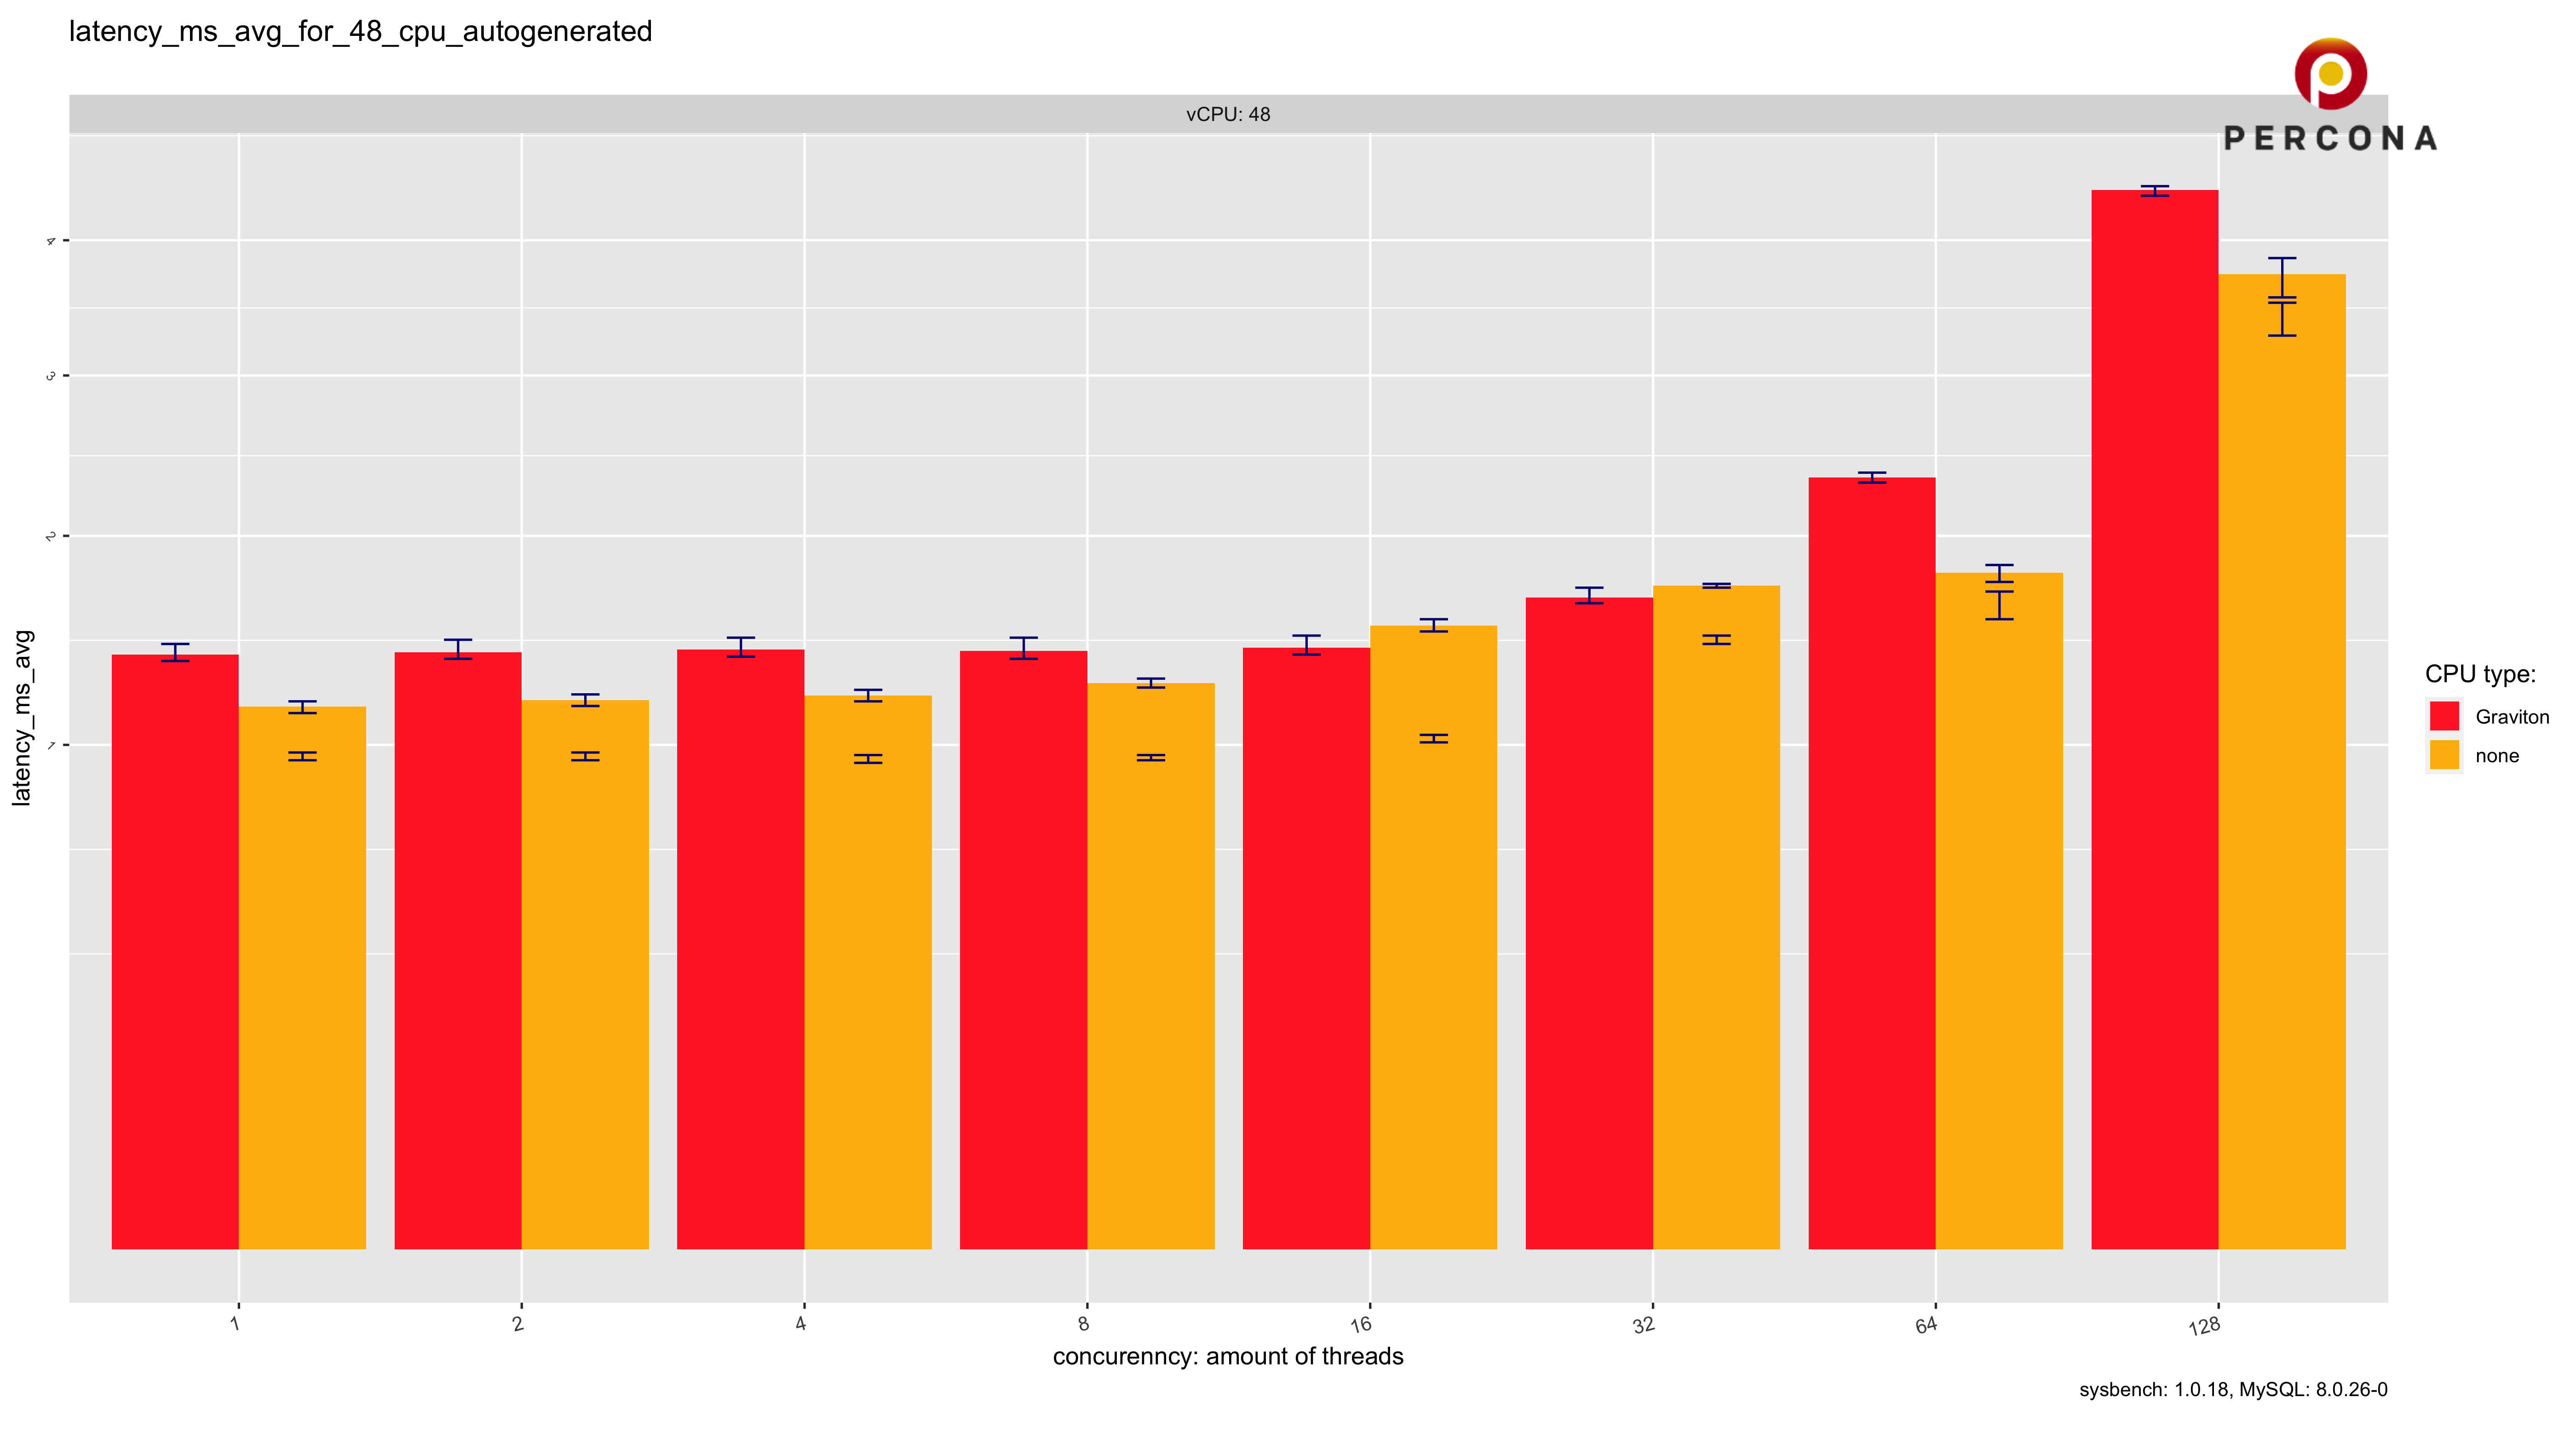 latency_ms_avg_for_48_cpu_autogenerated
PERCONA
vCPU: 48
4
3
2
1
latency_ms_avg
1 2 4 8 16 32 64 128
concurenncy: amount of threads
CPU type:
Graviton
none
sysbench: 1.0.18, MySQL: 8.0.26-0